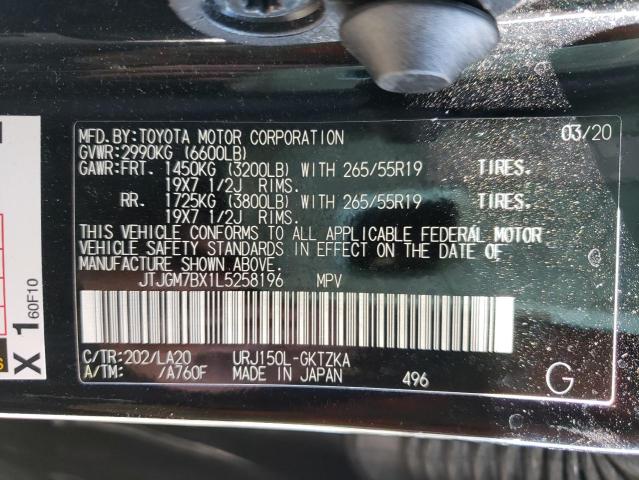 MFD.BY:TOYOTA MOTOR CORPORATION 03/20
GVWR:2990KG (6600LB)
GAWR:FRT. 1450KG (3200LB) WITH 265/55R19 TIRES.
19X7 1/2J RIMS.
RR. 1725KG (3800LB) WITH 265/55R19 TIRES.
19X7 1/2J RIMS.
THIS VEHICLE CONFORMS TO ALL APPLICABLE FEDERAL MOTOR
VEHICLE SAFETY STANDARDS IN EFFECT ON THE DATE OF
MANUFACTURE SHOWN ABOVE.
JTJGM7BX1L5258196 MPV
C/TR:202/LA20 URJ150L-GKTZKA
A/TM: /A760F MADE IN JAPAN 496 G
X 1 60F10